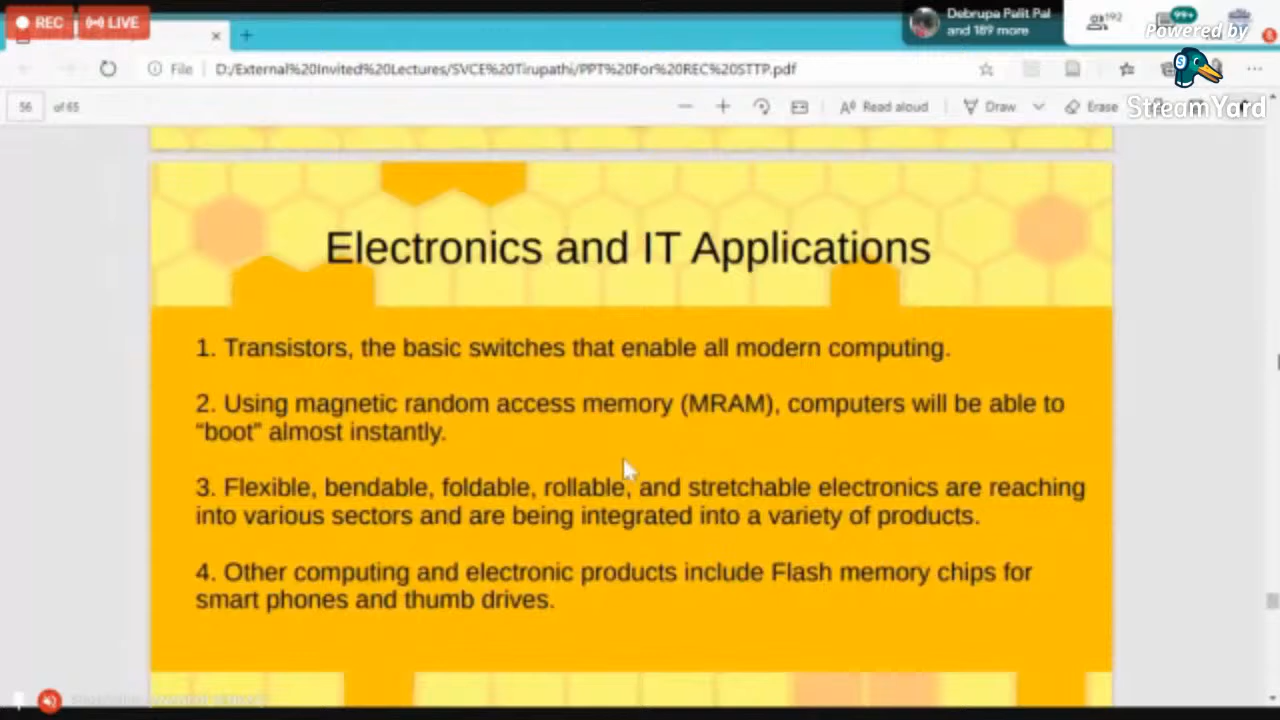 REC
LIVE
Debrupa Palit Pal
and 189 more
192
99+
Powered by
File
D:/External%20Invited%20Lectures/SVCE%20Tirupathi/PPT%20For%20REC%20STTP.pdf
56
of 65
Read aloud
Draw
Erase
StreamYard
Electronics and IT Applications
1. Transistors, the basic switches that enable all modern computing.
2. Using magnetic random access memory (MRAM), computers will be able to
“boot” almost instantly.
3. Flexible, bendable, foldable, rollable, and stretchable electronics are reaching
into various sectors and are being integrated into a variety of products.
4. Other computing and electronic products include Flash memory chips for
smart phones and thumb drives.